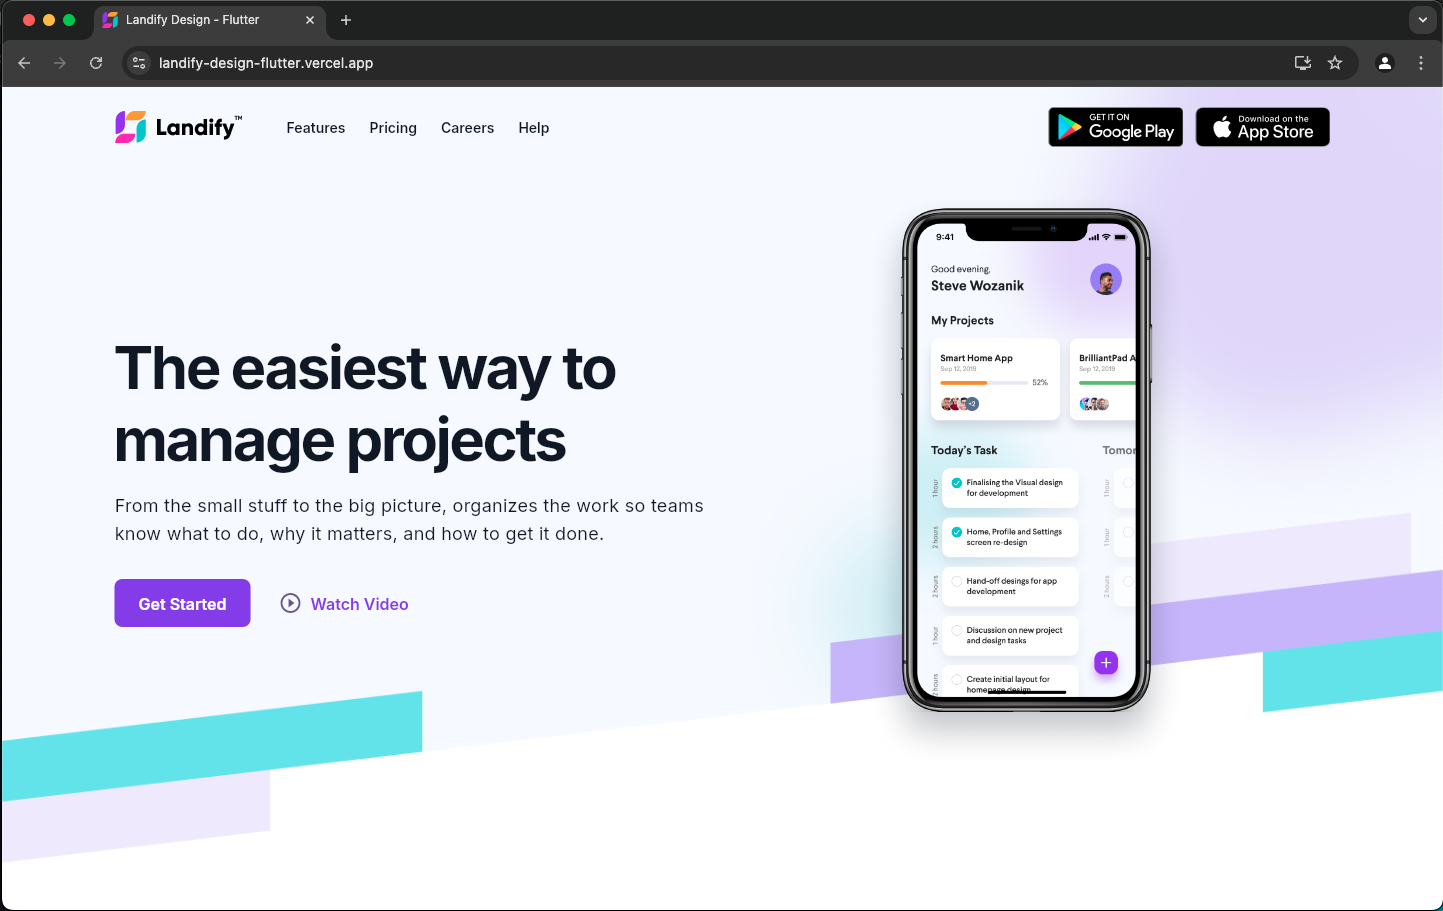 Landify Design - Flutter
landify-design-flutter.vercel.app
Landify™
Features
Pricing
Careers
Help
GET IT ON
Google Play
Download on the
App Store
The easiest way to
manage projects
From the small stuff to the big picture, organizes the work so teams
know what to do, why it matters, and how to get it done.
Get Started
Watch Video
9:41
Good evening,
Steve Wozanik
My Projects
Smart Home App
Sep 12, 2019
52%
+2
BrilliantPad A
Sep 12, 2019
Today's Task
Tomor
1 hour
Finalising the Visual design
for development
1 hour
2 hours
Home, Profile and Settings
screen re-design
1 hour
2 hours
Hand-off desings for app
development
2 hours
1 hour
Discussion on new project
and design tasks
2 hours
Create initial layout for
homepage design